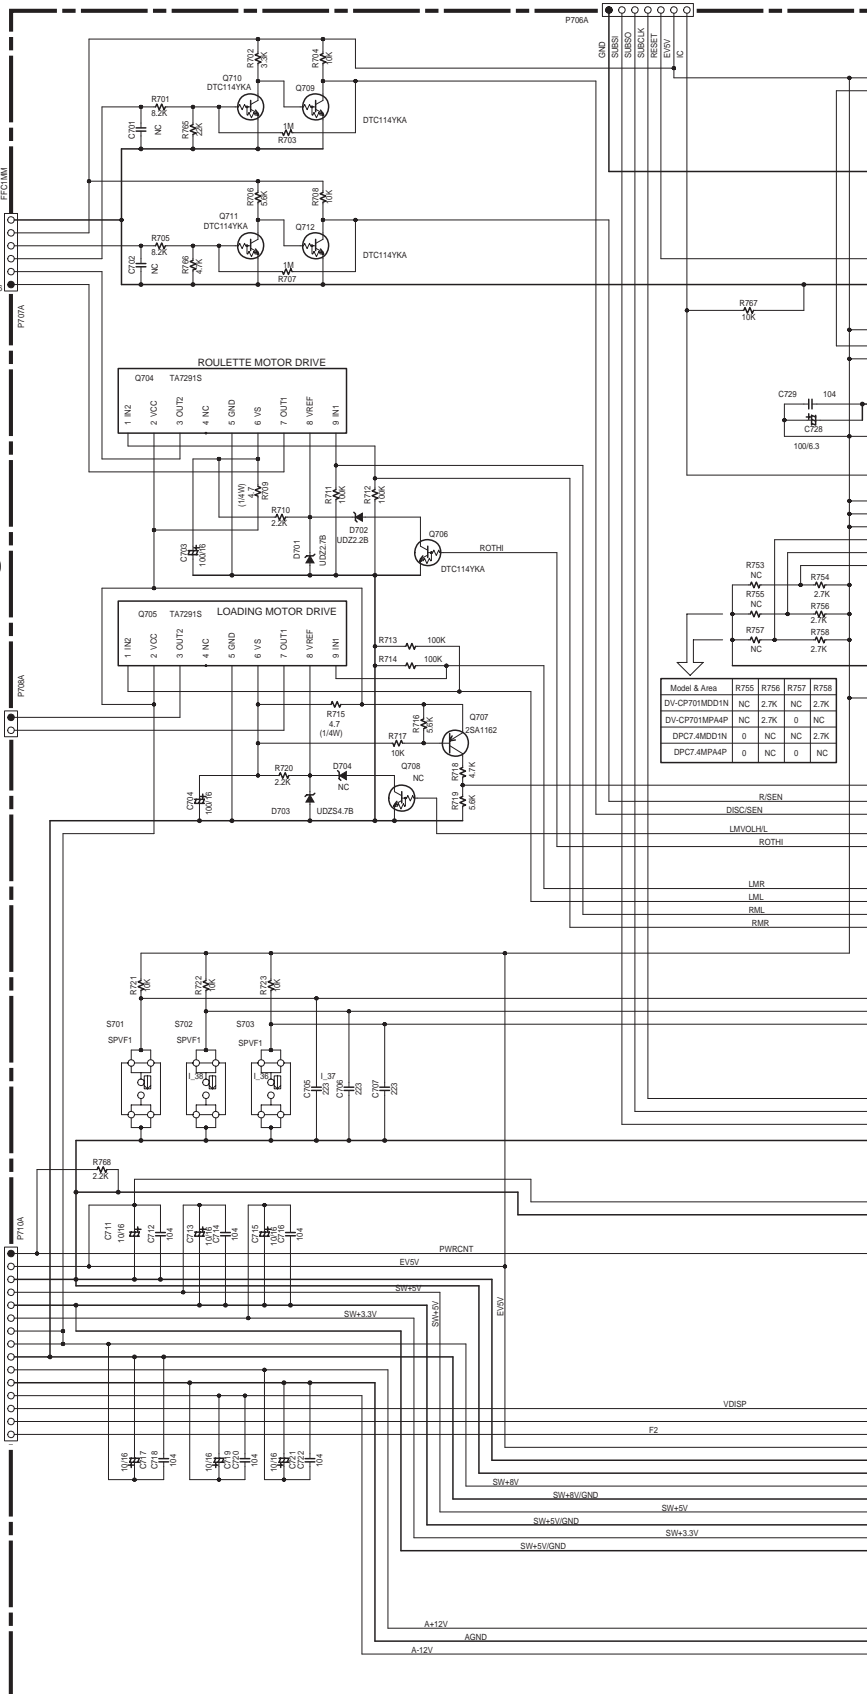 P706A
GND
SUBSI
SUBSO
SUBCLK
RESET
EV5V
IC
R702
3.3K
R704
10K
Q710
DTC114YKA
Q709
DTC114YKA
R701
8.2K
C701
NC
R765
22K
1M
R703
FFC1MM
R706
5.6K
R708
10K
Q711
DTC114YKA
Q712
DTC114YKA
R705
8.2K
C702
NC
R766
4.7K
1M
R707
P707A
R767
10K
ROULETTE MOTOR DRIVE
Q704 TA7291S
1 IN2
2 VCC
3 OUT2
4 NC
5 GND
6 VS
7 OUT1
8 VREF
9 IN1
C729 104
C728
100/6.3
(1/4W)
4.7
R709
R711
100K
R712
100K
R710
2.2K
D702
UDZ2.2B
C703
100/16
D701
UDZ2.7B
Q706
DTC114YKA
ROTHI
R753
NC
R754
2.7K
R755
NC
R756
2.7K
R757
NC
R758
2.7K
Q705 TA7291S LOADING MOTOR DRIVE
1 IN2
2 VCC
3 OUT2
4 NC
5 GND
6 VS
7 OUT1
8 VREF
9 IN1
R713 100K
R714 100K
P708A
Model & Area R755 R756 R757 R758
DV-CP701MDD1N NC 2.7K NC 2.7K
DV-CP701MPA4P NC 2.7K 0 NC
DPC7.4MDD1N 0 NC NC 2.7K
DPC7.4MPA4P 0 NC 0 NC
R715
4.7
(1/4W)
R716
5.6K
Q707
2SA1162
R717
10K
R718
4.7K
R720
2.2K
D704
NC
Q708
NC
R719
5.6K
C704
100/16
D703
UDZS4.7B
R/SEN
DISC/SEN
LMVOLH/L
ROTHI
LMR
LML
RML
RMR
R721
10K
R722
10K
R723
10K
S701
SPVF1
S702
SPVF1
S703
SPVF1
I_38
I_36
I_37
C705
223
C706
223
C707
223
R768
2.2K
P710A
C711
10/16
C712
104
C713
10/16
C714
104
C715
10/16
C716
104
PWRCNT
EV5V
SW+5V
SW+3.3V
SW+5V
EV5V
VDISP
F2
10/16
C717
C718
104
10/16
C719
C720
104
10/16
C721
C722
104
SW+8V
SW+8V/GND
SW+5V
SW+5V/GND
SW+3.3V
SW+5V/GND
A+12V
AGND
A-12V